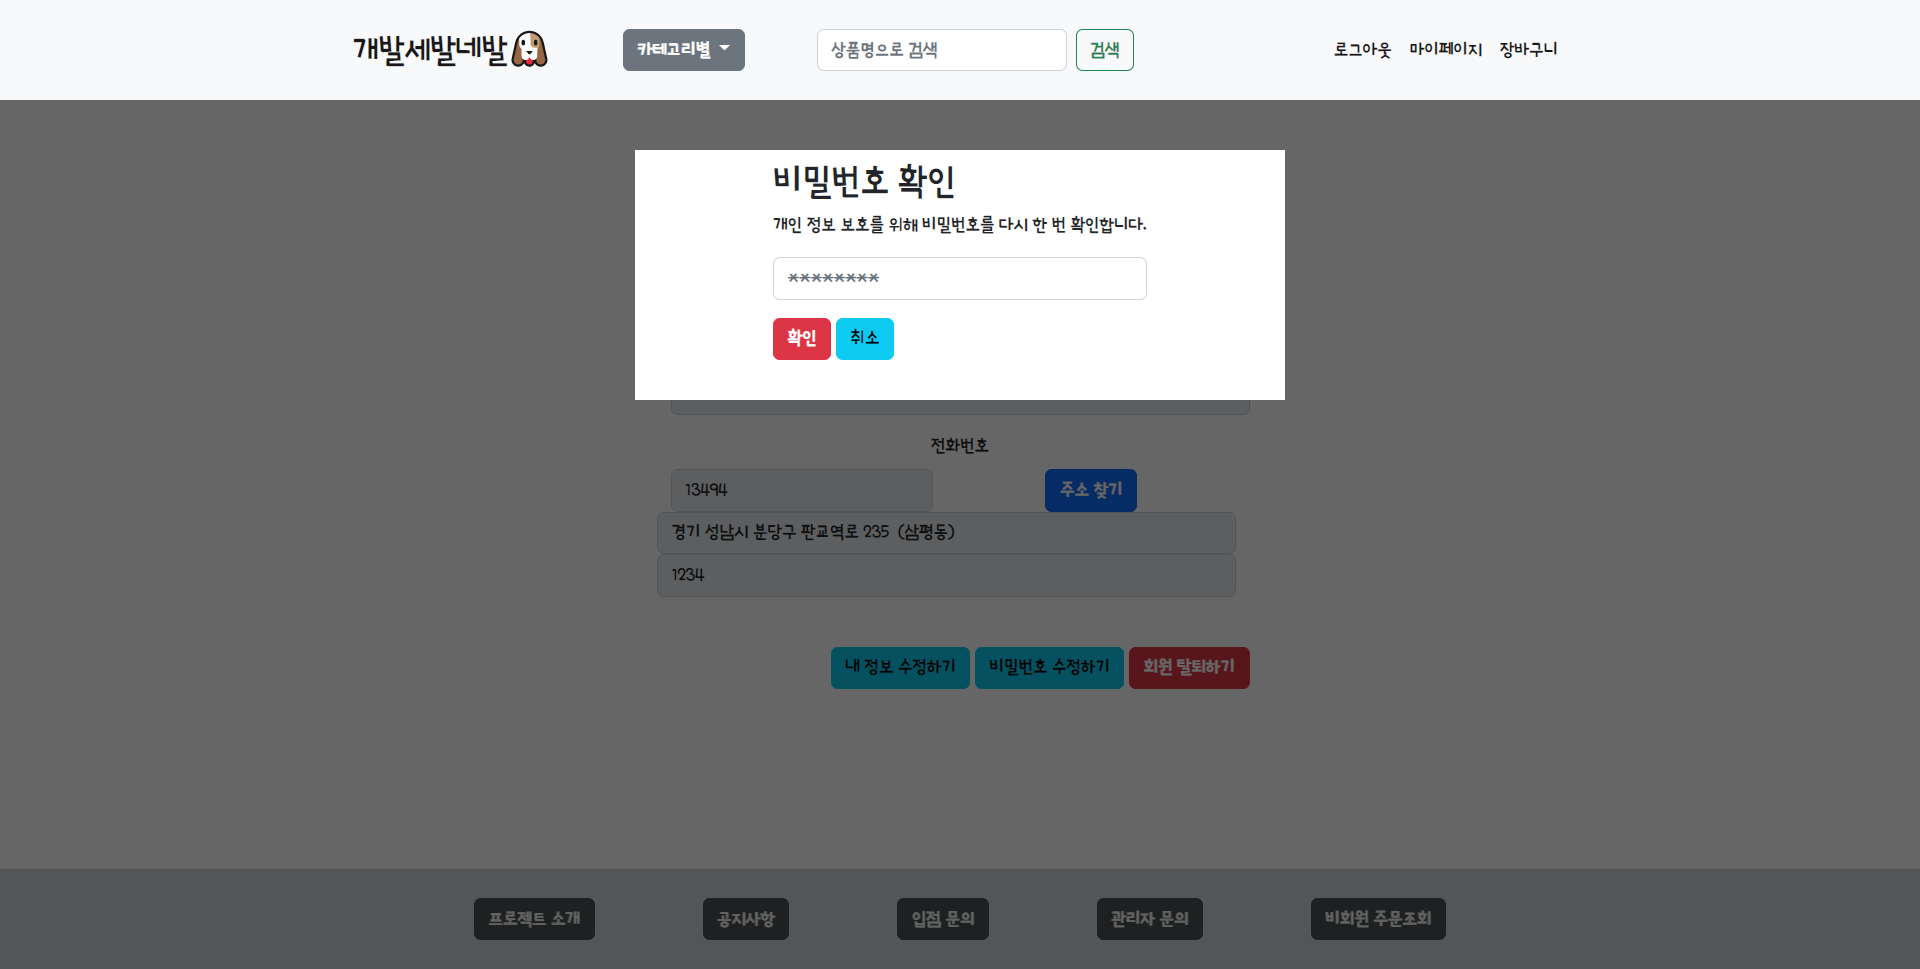 개발세발네발
카테고리별
상품명으로 검색
검색
로그아웃 마이페이지 장바구니
비밀번호 확인
개인 정보 보호를 위해 비밀번호를 다시 한 번 확인합니다.
********
확인 취소
전화번호
13494
주소 찾기
경기 성남시 분당구 판교역로 235 (삼평동)
1234
내 정보 수정하기 비밀번호 수정하기 회원 탈퇴하기
프로젝트 소개 공지사항 입점 문의 관리자 문의 비회원 주문조회